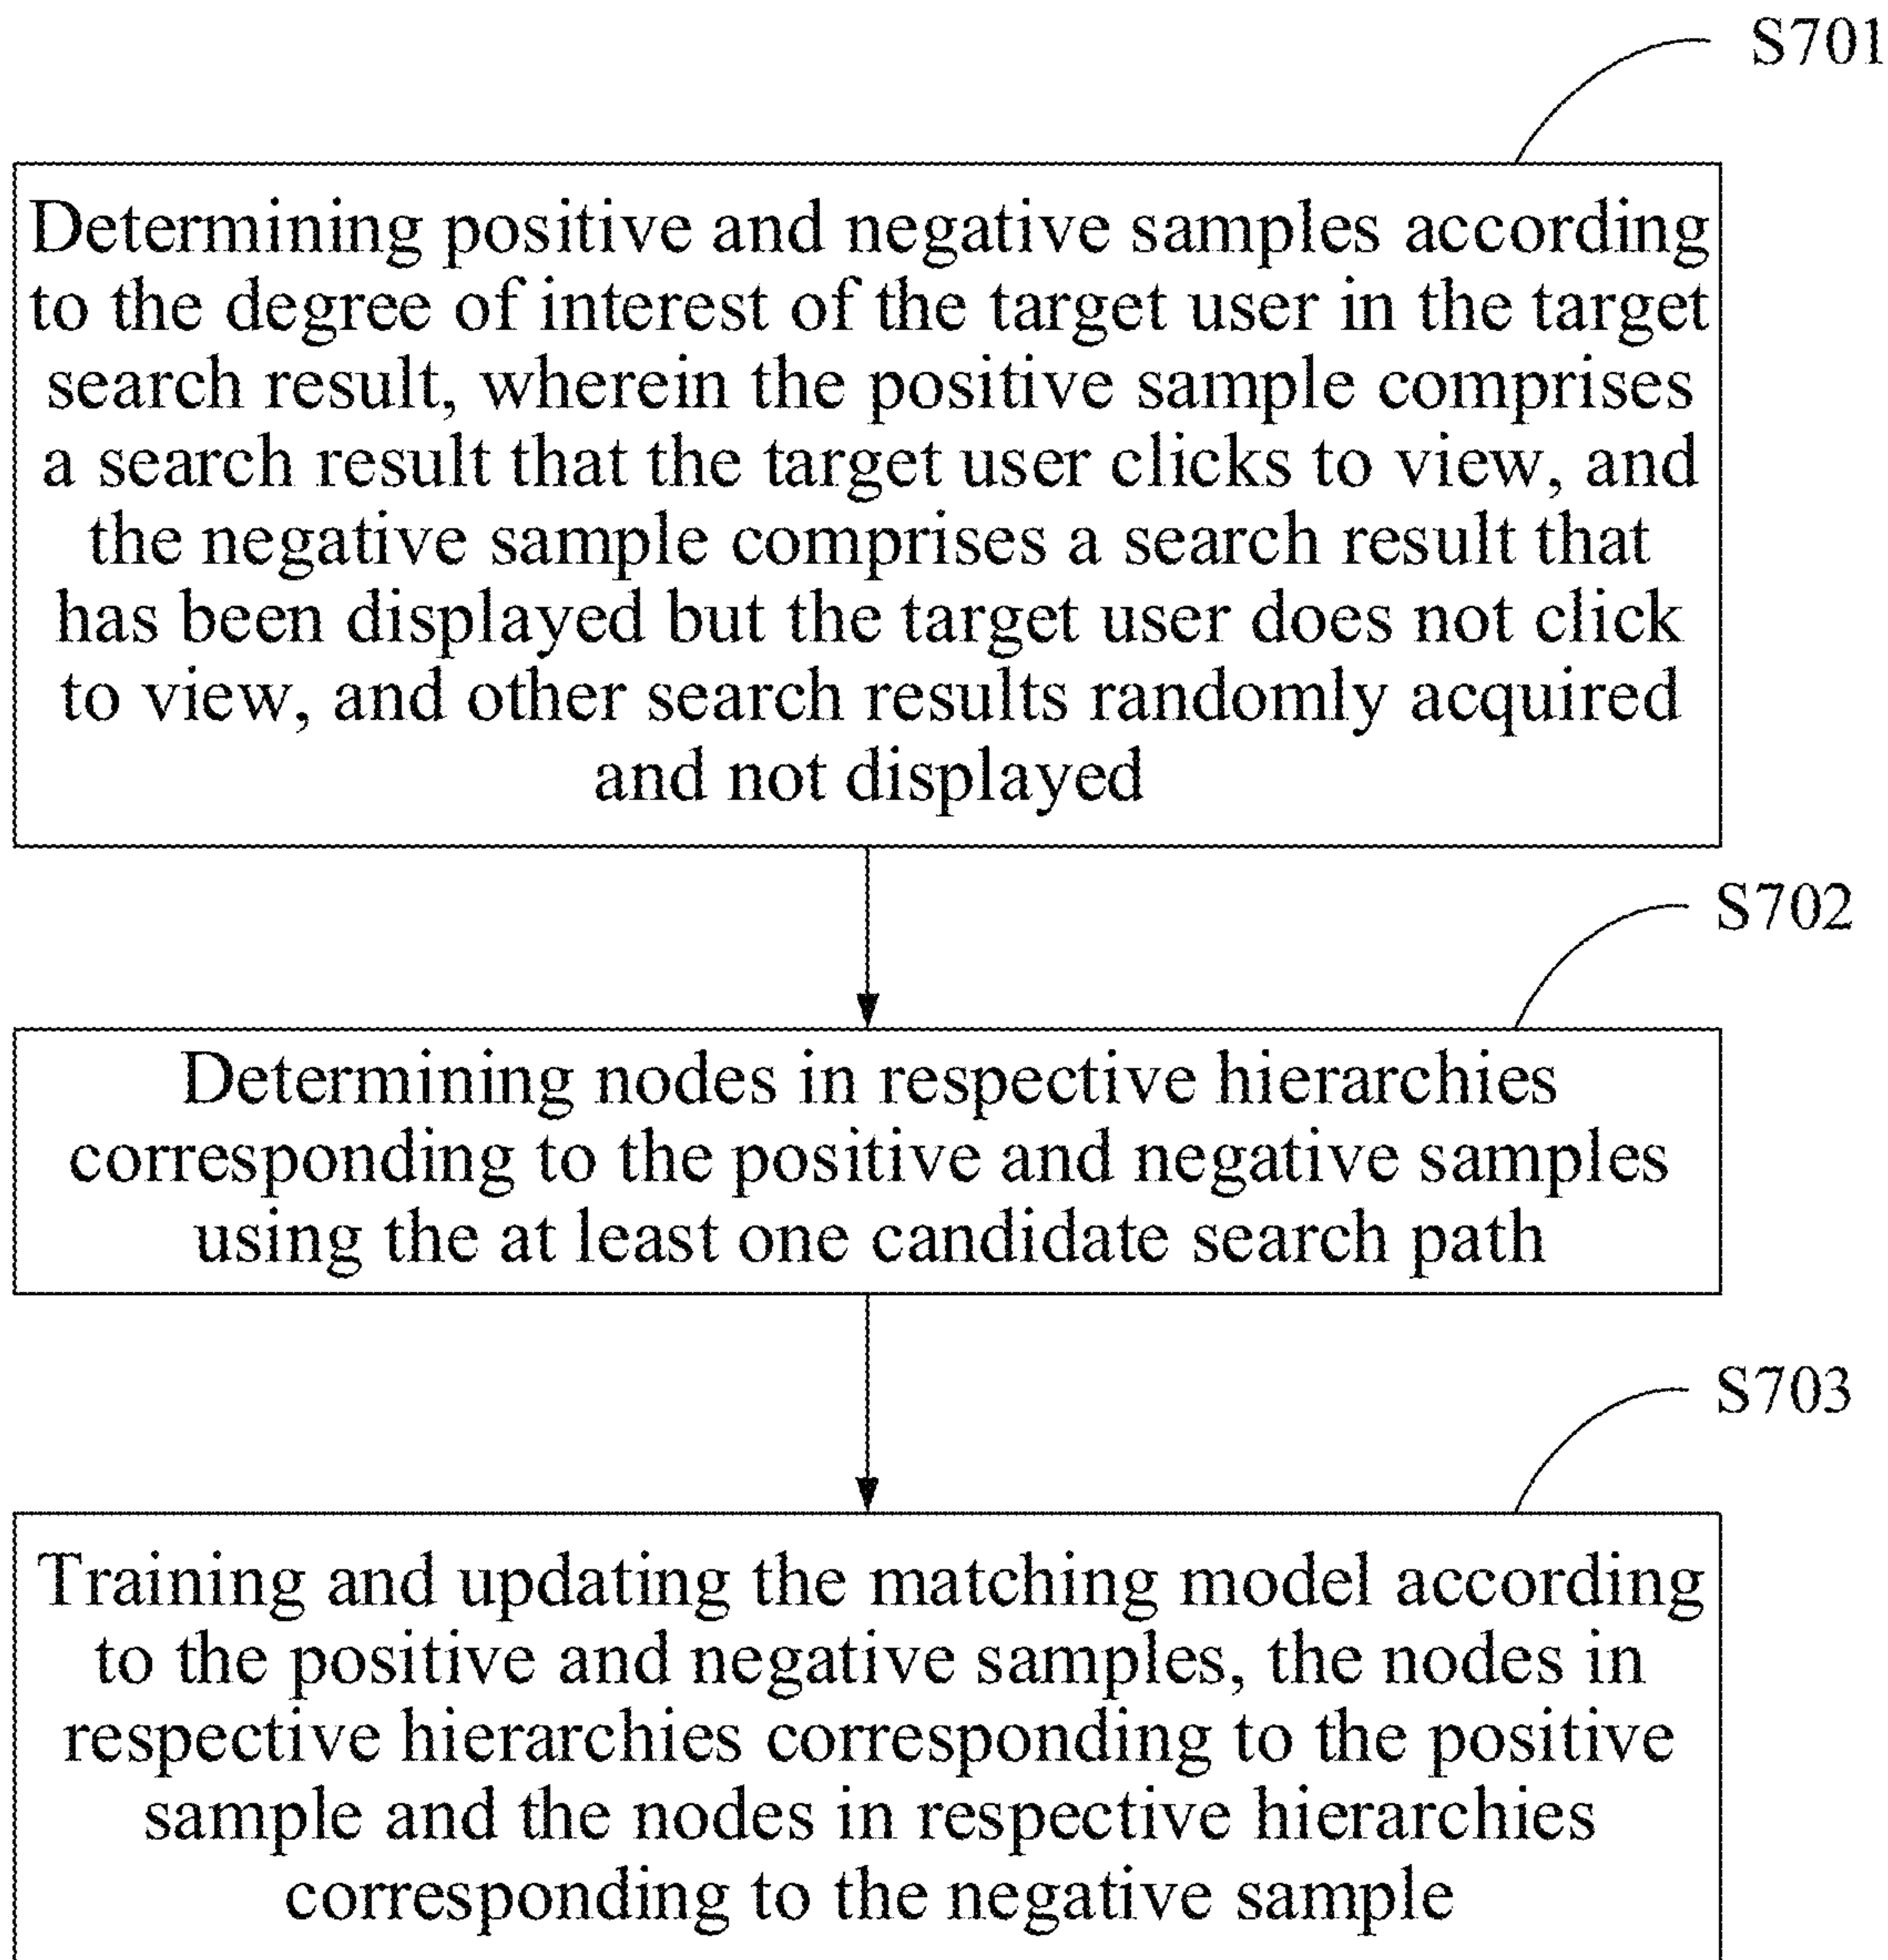 S701
Determining positive and negative samples according
to the degree of interest of the target user in the target
search result, wherein the positive sample comprises
a search result that the target user clicks to view, and
the negative sample comprises a search result that
has been displayed but the target user does not click
to view, and other search results randomly acquired
and not displayed
S702
Determining nodes in respective hierarchies
corresponding to the positive and negative samples
using the at least one candidate search path
S703
Training and updating the matching model according
to the positive and negative samples, the nodes in
respective hierarchies corresponding to the positive
sample and the nodes in respective hierarchies
corresponding to the negative sample